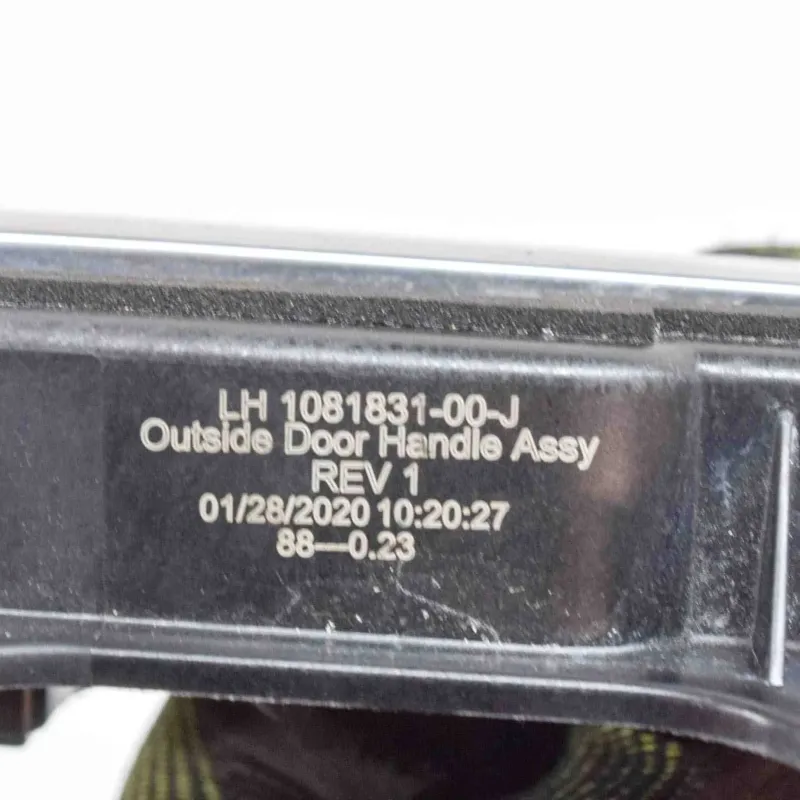 LH 1081831-00-J
Outside Door Handle Assy
REV 1
01/28/2020 10:20:27
88—0.23